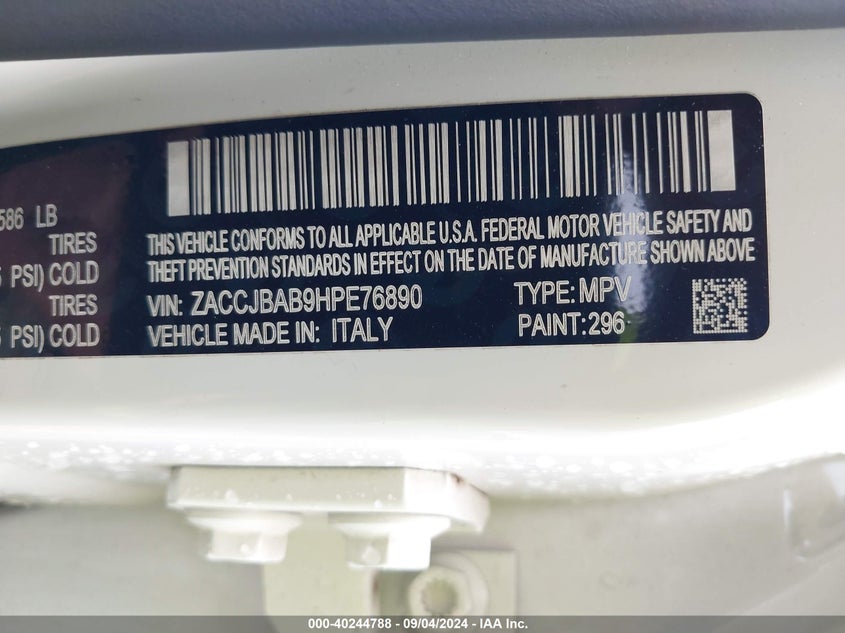 586 LB
TIRES
PSI) COLD
TIRES
PSI) COLD
THIS VEHICLE CONFORMS TO ALL APPLICABLE U.S.A. FEDERAL MOTOR VEHICLE SAFETY AND
THEFT PREVENTION STANDARDS IN EFFECT ON THE DATE OF MANUFACTURE SHOWN ABOVE
VIN: ZACCJBAB9HPE76890 TYPE: MPV
VEHICLE MADE IN: ITALY PAINT: 296
000-40244788 - 09/04/2024 - IAA Inc.